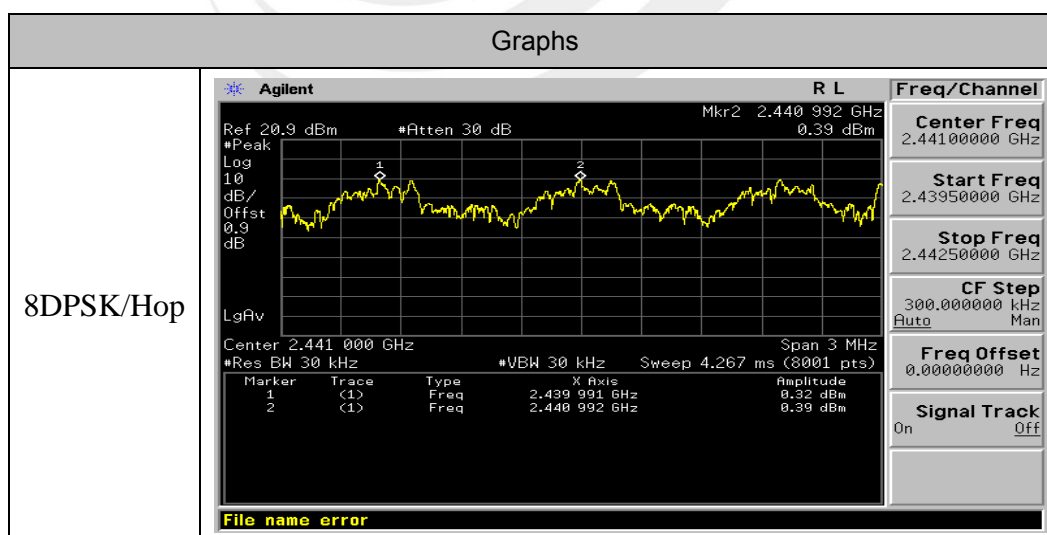 Graphs
8DPSK/Hop
Agilent
R L
Freq/Channel
Mkr2 2.440 992 GHz
Ref 20.9 dBm #Atten 30 dB 0.39 dBm
#Peak
Log
10
dB/
Offst
0.9
dB
LgAv
1
2
Center 2.441 000 GHz Span 3 MHz
#Res BW 30 kHz #VBW 30 kHz Sweep 4.267 ms (8001 pts)
Marker Trace Type X Axis Amplitude
1 (1) Freq 2.439 991 GHz 0.32 dBm
2 (1) Freq 2.440 992 GHz 0.39 dBm
File name error
Center Freq
2.44100000 GHz
Start Freq
2.43950000 GHz
Stop Freq
2.44250000 GHz
CF Step
300.000000 kHz
Auto Man
Freq Offset
0.00000000 Hz
Signal Track
On Off